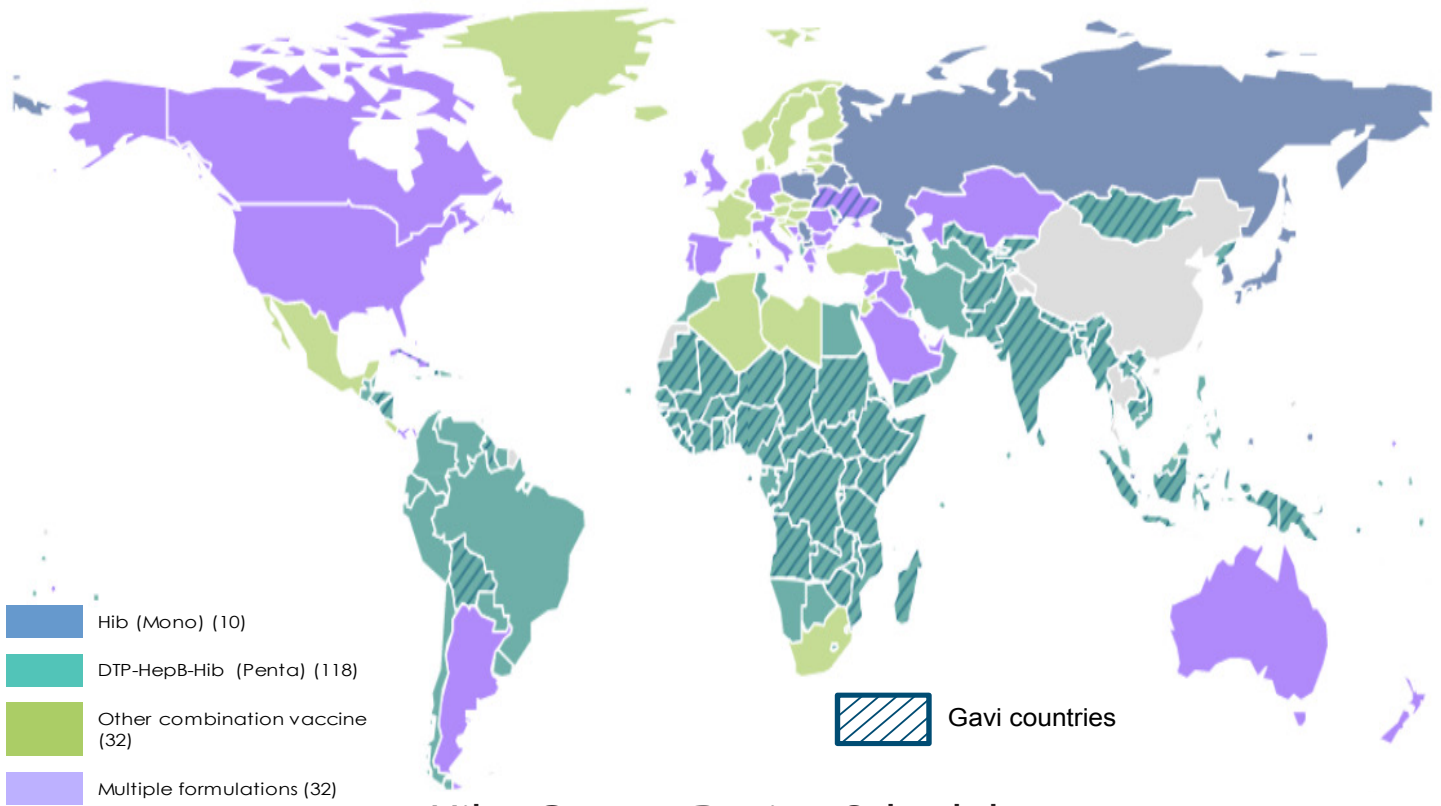 Hib (Mono) (10)
DTP-HepB-Hib (Penta) (118)
Other combination vaccine
(32)
Multiple formulations (32)
Gavi countries